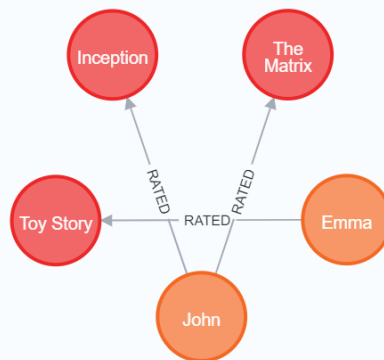 Inception
The
Matrix
RATED
RATED
Toy Story
RATED
Emma
John